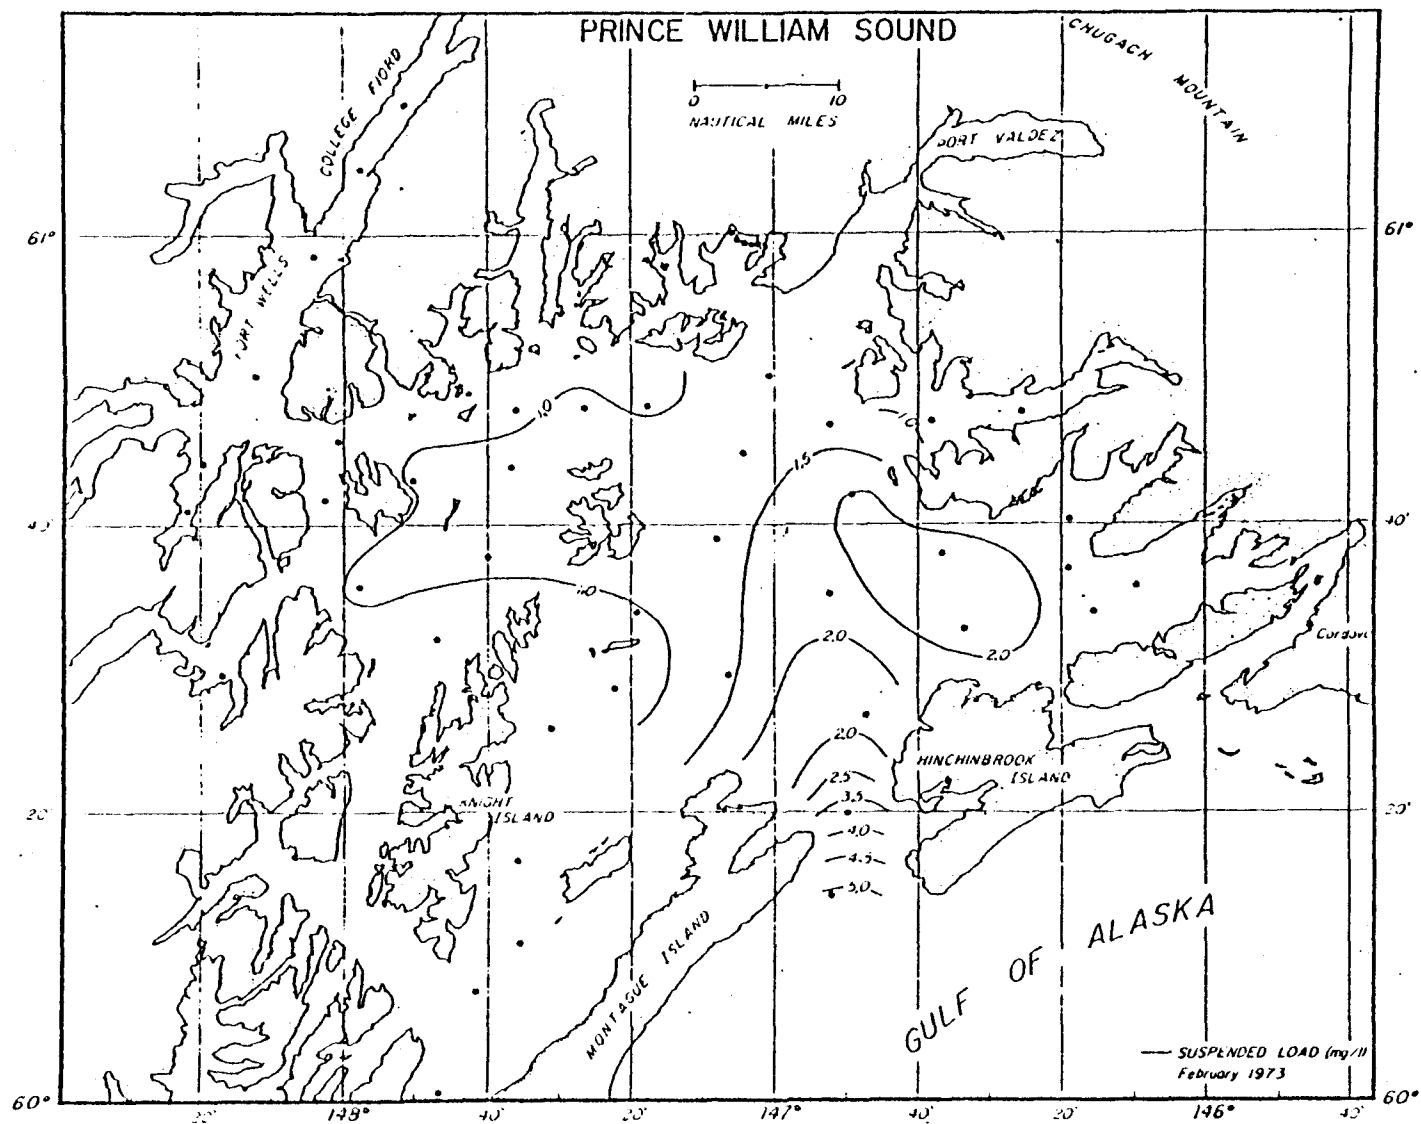 PRINCE WILLIAM SOUND
CHUGACH
MOUNTAIN
0 10
NAUTICAL MILES
COLLEGE FIORD
PORT VALDEZ
61°
61°
PORT WELLS
1.0
1.0
1.5
40'
40'
1.0
2.0
2.0
Cordova
2.0
HINCHINBROOK
ISLAND
2.5
3.5
KNIGHT
ISLAND
20'
20'
4.0
4.5
5.0
MONTAGUE ISLAND
GULF OF ALASKA
SUSPENDED LOAD (mg/l)
February 1973
60°
60°
20' 148° 40' 20' 147° 40' 20' 146° 40'